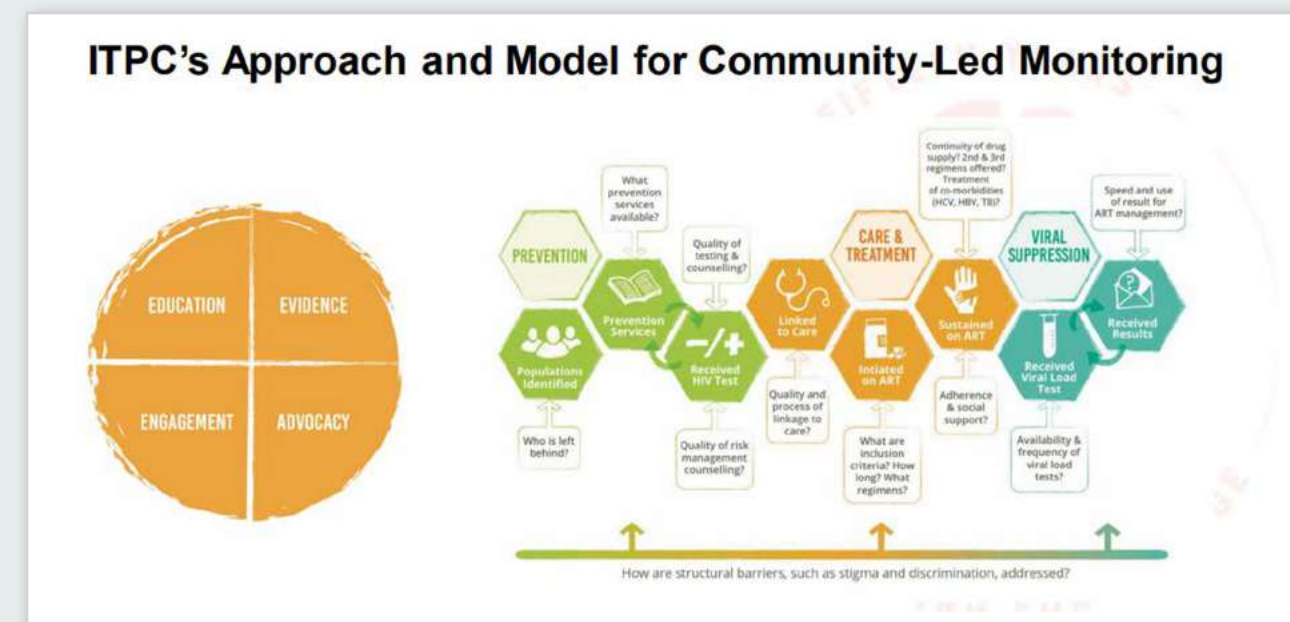 ITPC's Approach and Model for Community-Led Monitoring
EDUCATION
EVIDENCE
ENGAGEMENT
ADVOCACY
PREVENTION
What
prevention
services
available?
Quality of
testing &
counselling?
CARE &
TREATMENT
Continuity of drug
supply? 2nd & 3rd
regimens offered?
Treatment
of co-morbidities
(HCV, HBV, TB)?
VIRAL
SUPPRESSION
Speed and use
of result for
ART management?
Populations
Identified
Prevention
Services
-/+
Received
HIV Test
Linked
to Care
Intiated
on ART
Sustained
on ART
Received
Viral Load
Test
?
Received
Results
Who is left
behind?
Quality of risk
management
counselling?
Quality and
process of
linkage to
care?
What are
inclusion
criteria? How
long? What
regimens?
Adherence
& social
support?
Availability &
frequency of
viral load
tests?
How are structural barriers, such as stigma and discrimination, addressed?